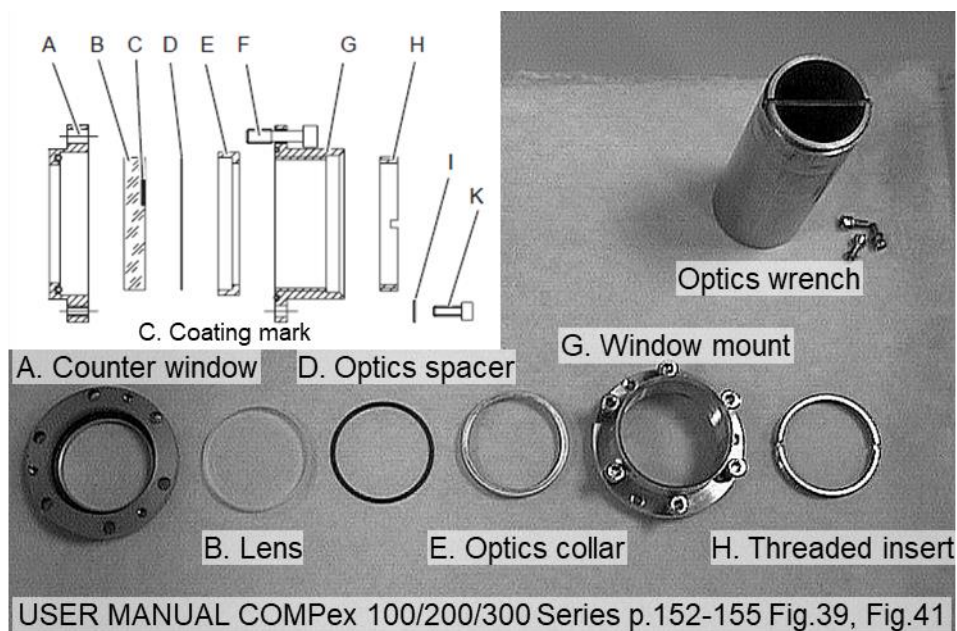 A B C D E F G H
I
K
C. Coating mark
Optics wrench
G. Window mount
A. Counter window D. Optics spacer
B. Lens E. Optics collar H. Threaded insert
USER MANUAL COMPex 100/200/300 Series p.152-155 Fig.39, Fig.41